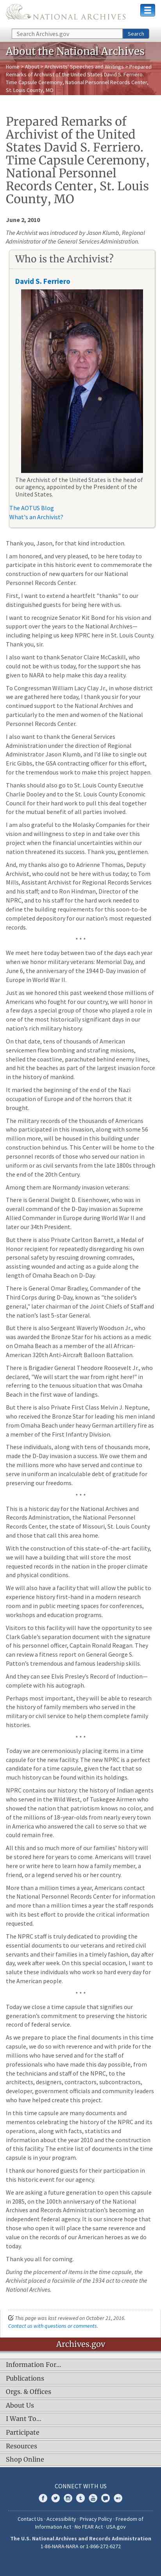 NATIONAL ARCHIVES
Search Archives.gov
Search
About the National Archives
Home > About > Archivists' Speeches and Writings > Prepared
Remarks of Archivist of the United States David S. Ferriero.
Time Capsule Ceremony, National Personnel Records Center,
St. Louis County, MO
Prepared Remarks of
Archivist of the United
States David S. Ferriero.
Time Capsule Ceremony,
National Personnel
Records Center, St. Louis
County, MO
June 2, 2010
The Archivist was introduced by Jason Klumb, Regional
Administrator of the General Services Administration.
Who is the Archivist?
David S. Ferriero
The Archivist of the United States is the head of
our agency, appointed by the President of the
United States.
The AOTUS Blog
What's an Archivist?
Thank you, Jason, for that kind introduction.
I am honored, and very pleased, to be here today to
participate in this historic event to commemorate the
construction of new quarters for our National
Personnel Records Center.
First, I want to extend a heartfelt "thanks" to our
distinguished guests for being here with us.
I want to recognize Senator Kit Bond for his vision and
support over the years to the National Archives—
including helping us keep NPRC here in St. Louis County.
Thank you, sir.
I also want to thank Senator Claire McCaskill, who
could not be with us today, for the support she has
given to NARA to help make this day a reality.
To Congressman William Lacy Clay Jr., in whose district
we are gathered here today, I thank you sir for your
continued support to the National Archives and
particularly to the men and women of the National
Personnel Records Center.
I also want to thank the General Services
Administration under the direction of Regional
Administrator Jason Klumb, and I'd like to single out
Eric Gibbs, the GSA contracting officer for this effort,
for the tremendous work to make this project happen.
Thanks should also go to St. Louis County Executive
Charlie Dooley and to the St. Louis County Economic
Council for their hard work to pull this deal together
for the mutual benefit of all involved.
I am also grateful to the Molasky Companies for their
hard work over several years to make this project a
reality after winning the bid to finance the effort in a
time when the financial uncertainties within our
nation was in distressed waters. Thank you, gentlemen.
And, my thanks also go to Adrienne Thomas, Deputy
Archivist, who could not be here with us today; to Tom
Mills, Assistant Archivist for Regional Records Services
and his staff; and to Ron Hindman, Director of the
NPRC, and to his staff for the hard work done to
define the building requirements for this soon-to-be-
great depository for our nation's most requested
records.
* * *
We meet here today between two of the days each year
when we honor military veterans: Memorial Day, and
June 6, the anniversary of the 1944 D-Day invasion of
Europe in World War II.
Just as we honored this past weekend those millions of
Americans who fought for our country, we will honor in
a few days those who took part in what proved to be
one of the most historically significant days in our
nation's rich military history.
On that date, tens of thousands of American
servicemen flew bombing and strafing missions,
shelled the coastline, parachuted behind enemy lines,
and hit the beaches as part of the largest invasion force
in the military history.
It marked the beginning of the end of the Nazi
occupation of Europe and all of the horrors that it
brought.
The military records of the thousands of Americans
who participated in this invasion, along with some 56
million more, will be housed in this building under
construction behind us. It will become the new home to
the personnel files of the men and women who served
in our nation's uniformed services from the late 1800s
through the end of the 20th Century.
Among them are Normandy invasion veterans:
There is General Dwight D. Eisenhower, who was in
overall command of the D-Day invasion as Supreme
Allied Commander in Europe during World War II and
later our 34th President.
But there is also Private Carlton Barrett, a Medal of
Honor recipient for repeatedly disregarding his own
personal safety by rescuing drowning comrades,
assisting wounded and acting as a guide along the
length of Omaha Beach on D-Day.
There is General Omar Bradley, Commander of the
Third Corps during D-Day, known as "the soldier's
general," later chairman of the Joint Chiefs of Staff and
the nation's last 5-star General.
But there is also Sergeant Waverly Woodson Jr., who
was awarded the Bronze Star for his actions as a medic
on Omaha Beach as a member of the all African-
American 320th Anti-Aircraft Balloon Battalion.
There is Brigadier General Theodore Roosevelt Jr., who
declared, "We will start the war from right here!" in
referring to the tenuous situation that took place at the
Beach in the first wave of landings.
But there is also Private First Class Melvin J. Neptune,
who received the Bronze Star for leading his men inland
from Omaha Beach under heavy German artillery fire as
a member of the First Infantry Division.
These individuals, along with tens of thousands more,
made the D-Day invasion a success. We owe them and
those who came before them and those who continue to
serve in uniform an incalculable debt of gratitude for
preserving our freedoms.
* * *
This is a historic day for the National Archives and
Records Administration, the National Personnel
Records Center, the state of Missouri, St. Louis County
and those that call this area home.
With the construction of this state-of-the-art facility,
we will have a building that will most store the most
requested records in the nation in the proper climate
and physical conditions.
We will also have a facility that will allow the public to
experience history first-hand in a modern research
room and in public meeting spaces for conferences,
workshops and education programs.
Visitors to this facility will have the opportunity to see
Clark Gable's separation document with the signature
of his personnel officer, Captain Ronald Reagan. They
can peruse a fitness report on General George S.
Patton's tremendous and famous leadership skills.
And they can see Elvis Presley's Record of Induction—
complete with his autograph.
Perhaps most important, they will be able to research
the history of members who served in the military or
in our civil service to help them complete their family
histories.
* * *
Today we are ceremoniously placing items in a time
capsule for the new facility. The new NPRC is a perfect
candidate for a time capsule, given the fact that so
much history can be found within its holdings.
NPRC contains our history: the history of Indian agents
who served in the Wild West, of Tuskegee Airmen who
showed the nation that patriotism knows no color, and
of the millions of 18-year olds from nearly every town in
America who served so that we can be so sure that we
could remain free.
And all this and so much more of our families' history will
be stored here for years to come. Americans will travel
here or write here to learn more about how a family
friend, or a legend served his or her country.
More than a million times a year, Americans contact
the National Personnel Records Center for information
and more than a million times a year the staff responds
with its best effort to provide the critical information
requested.
The NPRC staff is truly dedicated to providing the
essential documents to our veterans and retired civil
servants and their families in a timely fashion, day after
day, week after week. On this special occasion, I want to
salute these workers who work so hard every day for
the American people.
* * *
Today we close a time capsule that signifies our
generation's commitment to preserving the historic
record of federal service.
As we prepare to place the final documents in this time
capsule, we do so with reverence for those who served
and those who will be served by the staff of
professionals who made this day possible, from
the technicians and staff of the NPRC, to the
architects, designers, contractors, subcontractors,
developer, government officials and community leaders
who have helped create this project.
In this time capsule are many documents and
mementos celebrating the history of the NPRC and its
operations, along with facts, statistics and
information about the year 2010 and the construction
of this facility. The entire list of documents in the time
capsule is in your program.
I thank our honored guests for their participation in
this historic event for our agency.
We are asking a future generation to open this capsule
in 2085, on the 100th anniversary of the National
Archives and Records Administration becoming an
independent federal agency. It is also our hope that
those who open it will place the same reverence and
awe for the records of our citizens as we who are here
today do.
Thank you all for coming.
During the placement of items in the time capsule, the
Archivist placed a facsimile of the 1934 act to create the
National Archives.
This page was last reviewed on October 21, 2016.
Contact us with questions or comments.
Archives.gov
Information For…
Publications
Orgs. & Offices
About Us
I Want To…
Participate
Resources
Shop Online
CONNECT WITH US
Contact Us · Accessibility · Privacy Policy · Freedom of
Information Act · No FEAR Act · USA.gov
The U.S. National Archives and Records Administration
1-86-NARA-NARA or 1-866-272-6272